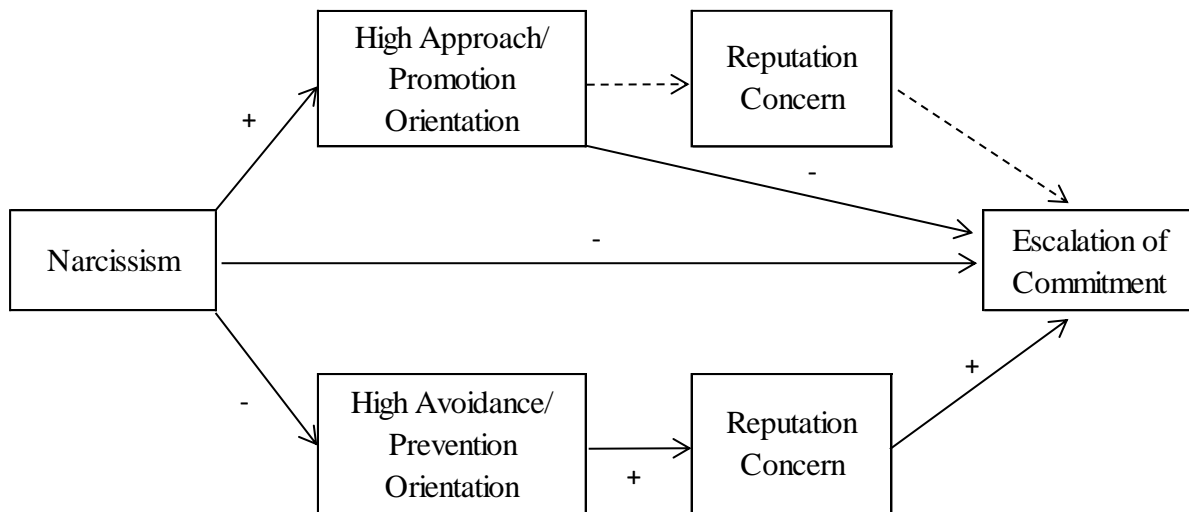 High Approach/
Promotion
Orientation
Reputation
Concern
+
-
Narcissism
-
Escalation of
Commitment
-
+
High Avoidance/
Prevention
Orientation
+
Reputation
Concern